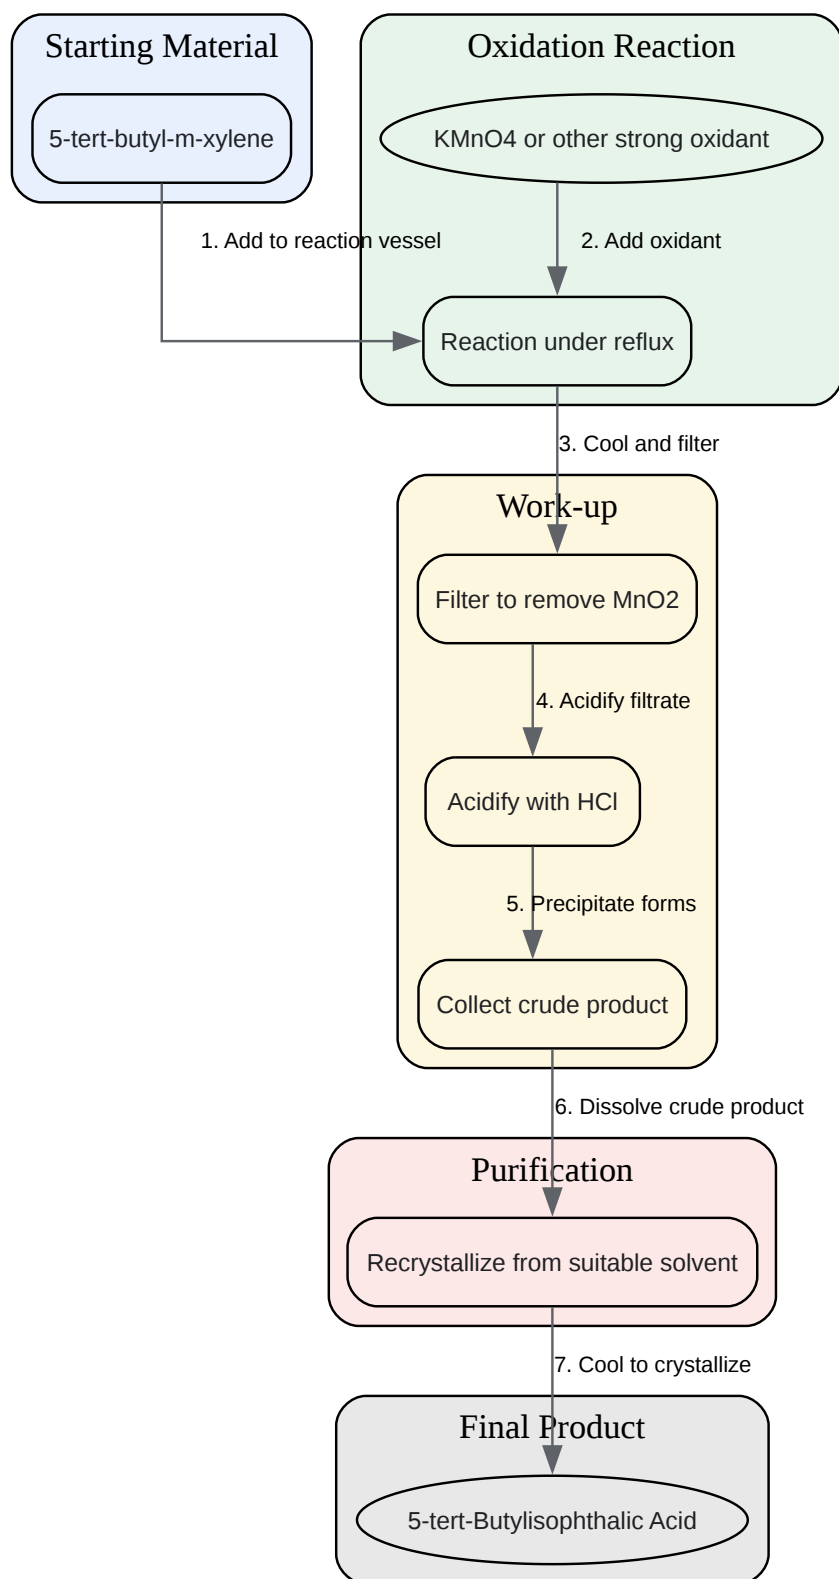 Starting Material
Oxidation Reaction
5-tert-butyl-m-xylene
KMnO4 or other strong oxidant
1. Add to reaction vessel
2. Add oxidant
Reaction under reflux
3. Cool and filter
Work-up
Filter to remove MnO2
4. Acidify filtrate
Acidify with HCl
5. Precipitate forms
Collect crude product
6. Dissolve crude product
Purification
Recrystallize from suitable solvent
7. Cool to crystallize
Final Product
5-tert-Butylisophthalic Acid